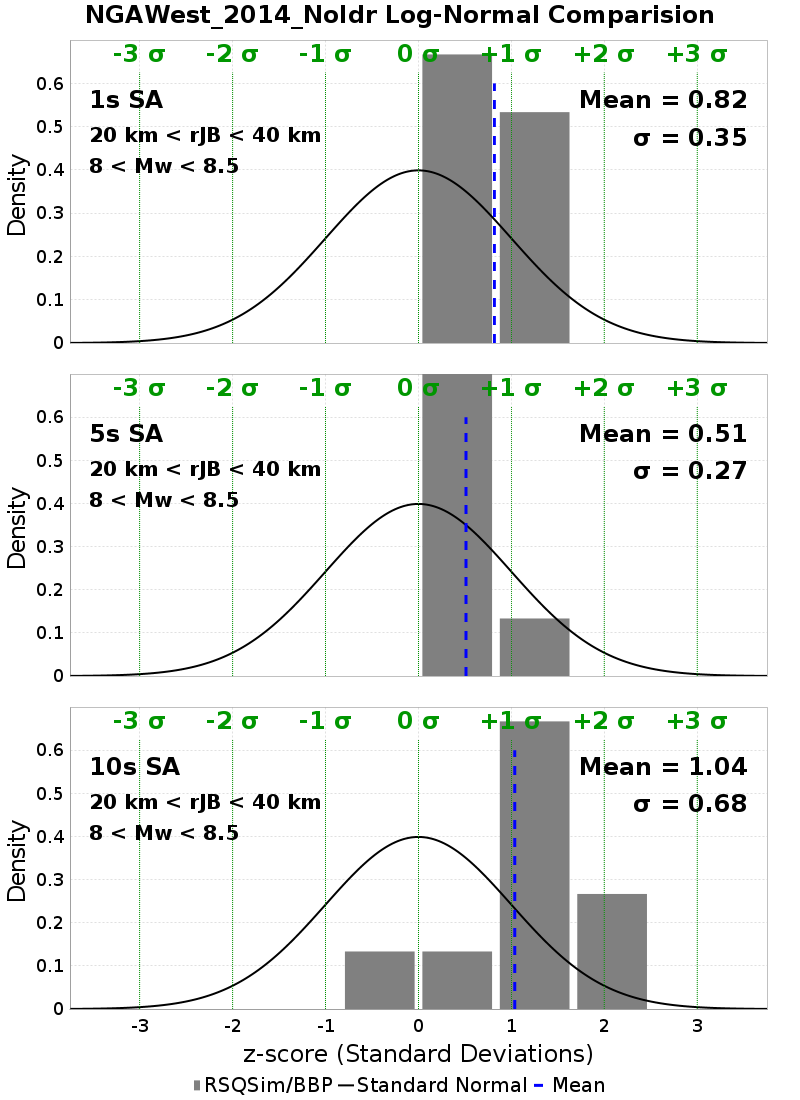 NGAWest_2014_NoIdr Log-Normal Comparision
-3 σ -2 σ -1 σ 0 σ +1 σ +2 σ +3 σ
1s SA
Mean = 0.82
20 km < rJB < 40 km
σ = 0.35
8 < Mw < 8.5
Density
0.6
0.5
0.4
0.3
0.2
0.1
0
-3 σ -2 σ -1 σ 0 σ +1 σ +2 σ +3 σ
5s SA
Mean = 0.51
20 km < rJB < 40 km
σ = 0.27
8 < Mw < 8.5
Density
0.6
0.5
0.4
0.3
0.2
0.1
0
-3 σ -2 σ -1 σ 0 σ +1 σ +2 σ +3 σ
10s SA
Mean = 1.04
20 km < rJB < 40 km
σ = 0.68
8 < Mw < 8.5
Density
0.6
0.5
0.4
0.3
0.2
0.1
0
-3 -2 -1 0 1 2 3
z-score (Standard Deviations)
RSQSim/BBP Standard Normal Mean